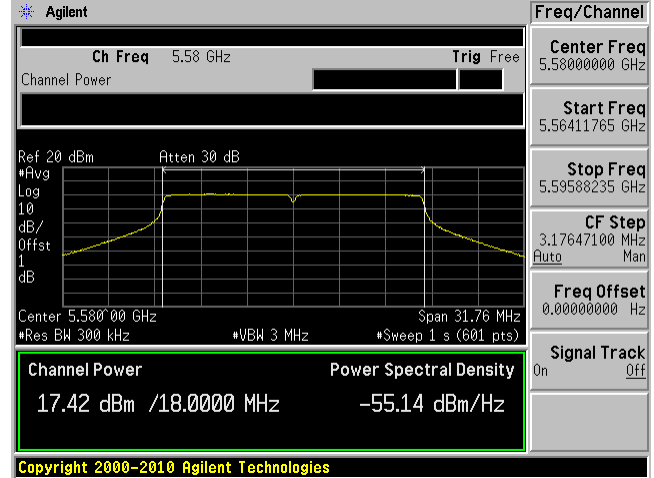 Agilent
Freq/Channel
Ch Freq 5.58 GHz Trig Free
Channel Power
Center Freq
5.58000000 GHz
Start Freq
5.56411765 GHz
Stop Freq
5.59588235 GHz
CF Step
3.17647100 MHz
Auto Man
Freq Offset
0.00000000 Hz
Signal Track
On Off
Ref 20 dBm Atten 30 dB
#Avg
Log
10
dB/
Offst
1
dB
Center 5.580 00 GHz Span 31.76 MHz
#Res BW 300 kHz #VBW 3 MHz #Sweep 1 s (601 pts)
Channel Power Power Spectral Density
17.42 dBm /18.0000 MHz -55.14 dBm/Hz
Copyright 2000-2010 Agilent Technologies